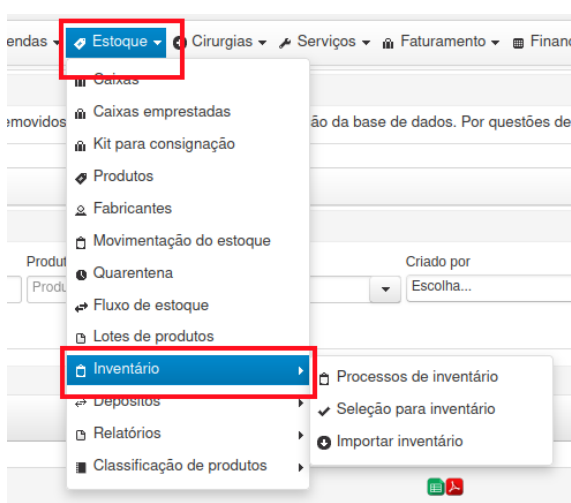 endas Estoque Cirurgias Serviços Faturamento Financ
Caixas
emovidos Caixas emprestadas ão da base de dados. Por questões de
Kit para consignação
Produtos
Fabricantes
Movimentação do estoque
Produt Criado por
Quarentena
Produ Escolha...
Fluxo de estoque
Lotes de produtos
Inventário
Processos de inventário
Depósitos
Seleção para inventário
Relatórios
Importar inventário
Classificação de produtos